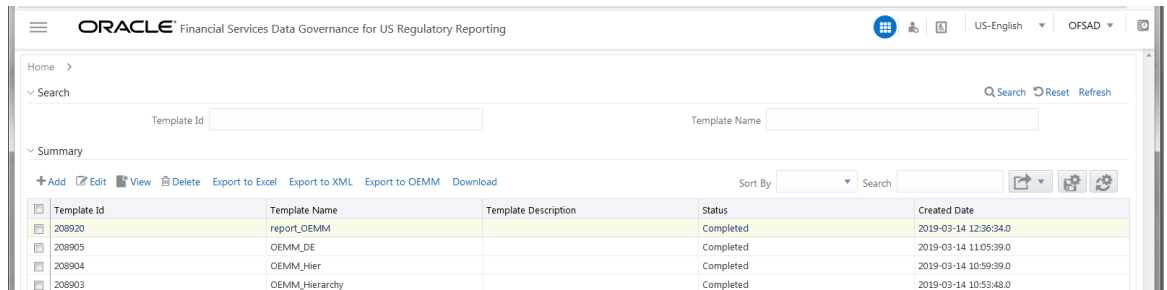 ORACLE® Financial Services Data Governance for US Regulatory Reporting US-English OFSAD
Home >
Search Search Reset Refresh
Template Id Template Name
Summary
Add Edit View Delete Export to Excel Export to XML Export to OEMM Download Sort By Search
Template Id Template Name Template Description Status Created Date
208920 report_OEMM Completed 2019-03-14 12:36:34.0
208905 OEMM_DE Completed 2019-03-14 11:05:39.0
208904 OEMM_Hier Completed 2019-03-14 10:59:39.0
208903 OEMM_Hierarchy Completed 2019-03-14 10:53:48.0